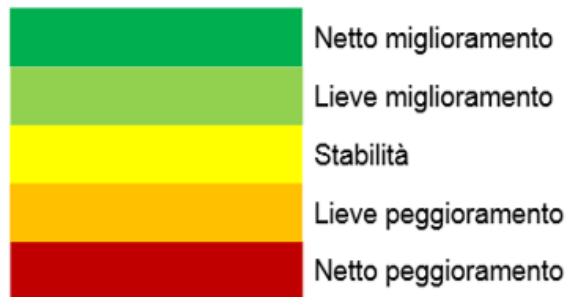 Netto miglioramento
Lieve miglioramento
Stabilità
Lieve peggioramento
Netto peggioramento